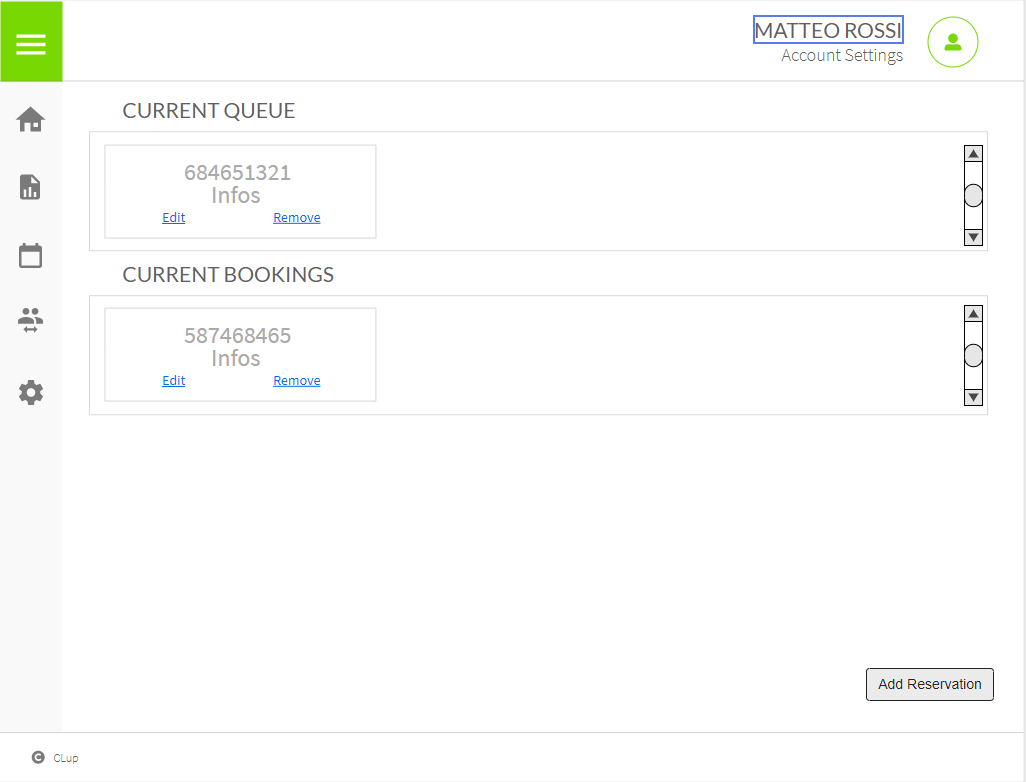 MATTEO ROSSI
Account Settings
CURRENT QUEUE
684651321
Infos
Edit Remove
CURRENT BOOKINGS
587468465
Infos
Edit Remove
Add Reservation
C CLup